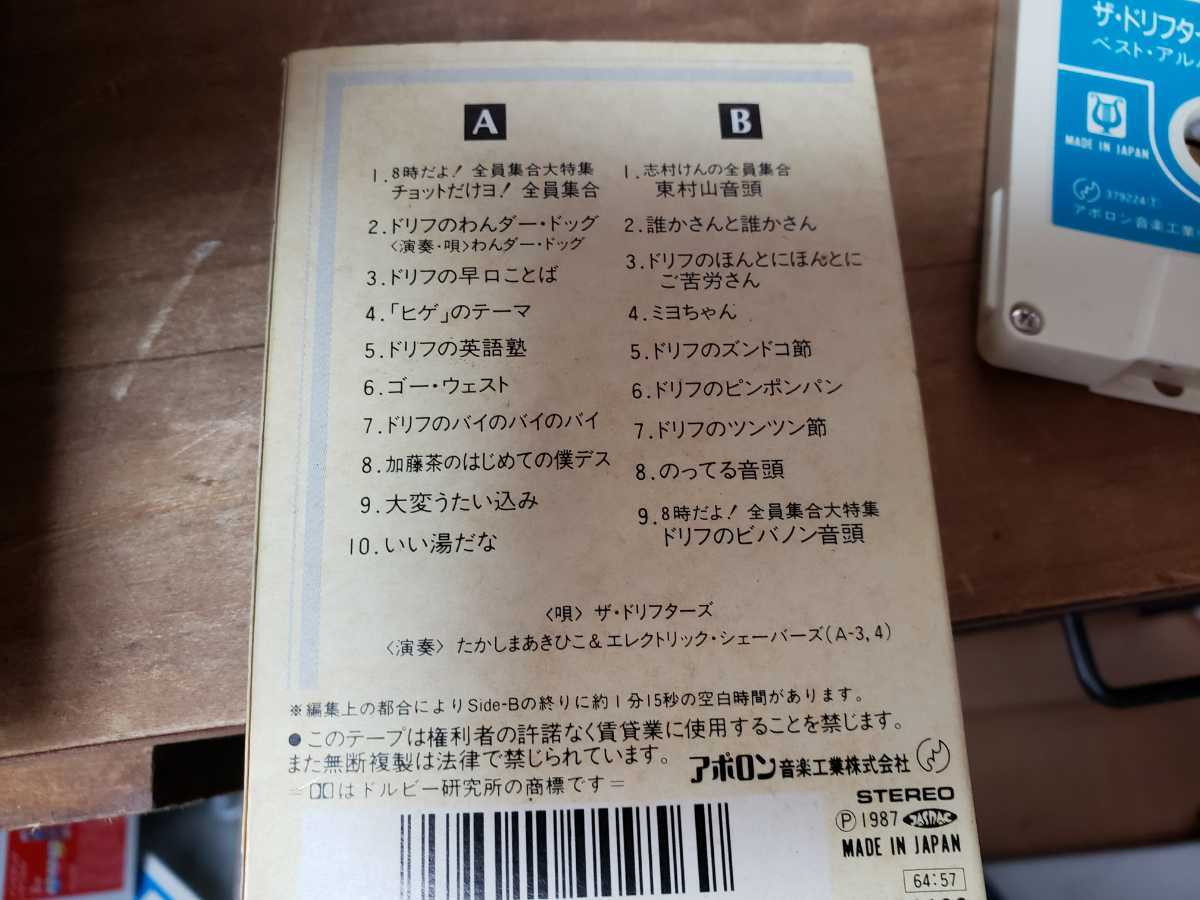 A
1. 8時だよ! 全員集合大特集
チョットだけヨ! 全員集合
2. ドリフのわんダー・ドッグ
〈演奏・唄〉わんダー・ドッグ
3. ドリフの早口ことば
4. 「ヒゲ」のテーマ
5. ドリフの英語塾
6. ゴー・ウェスト
7. ドリフのバイのバイのバイ
8. 加藤茶のはじめての僕デス
9. 大変うたい込み
10. いい湯だな
B
1. 志村けんの全員集合
東村山音頭
2. 誰かさんと誰かさん
3. ドリフのほんとにほんとに
ご苦労さん
4. ミヨちゃん
5. ドリフのズンドコ節
6. ドリフのピンポンパン
7. ドリフのツンツン節
8. のってる音頭
9. 8時だよ! 全員集合大特集
ドリフのビバノン音頭
〈唄〉 ザ・ドリフターズ
〈演奏〉 たかしまあきひこ&エレクトリック・シェーバーズ(A-3, 4)
※編集上の都合によりSide-Bの終りに約1分15秒の空白時間があります。
●このテープは権利者の許諾なく賃貸業に使用することを禁じます。
また無断複製は法律で禁じられています。
アポロン音楽工業株式会社
=はドルビー研究所の商標です=
STEREO
Ⓟ1987 JASRAC
MADE IN JAPAN
64:57
ザ・ドリフター
ベスト・アル
MADE IN JAPAN
379224
アポロン音楽工業